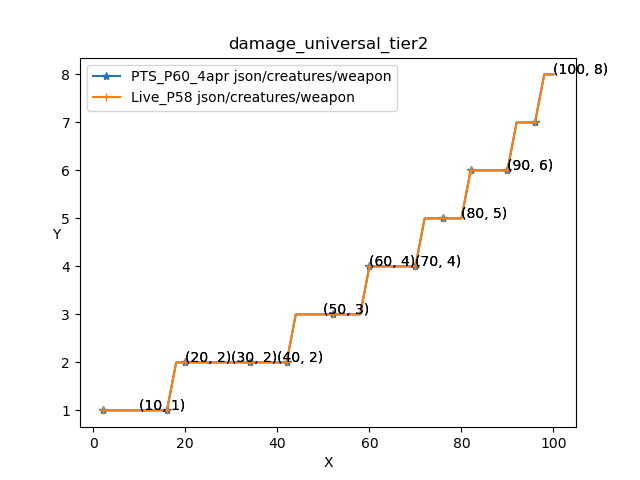 damage_universal_tier2
PTS_P60_4apr json/creatures/weapon
Live_P58 json/creatures/weapon
Y
8
7
6
5
4
3
2
1
(100, 8)
(90, 6)
(80, 5)
(60, 4)(70, 4)
(50, 3)
(20, 2)(30, 2)(40, 2)
(10, 1)
0 20 40 60 80 100
X